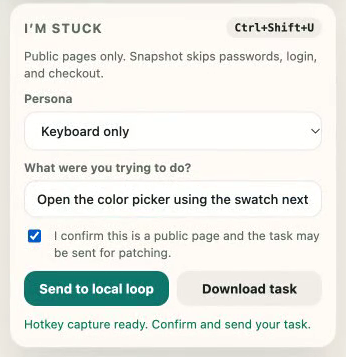 I'M STUCK
Ctrl+Shift+U
Public pages only. Snapshot skips passwords, login,
and checkout.
Persona
Keyboard only
What were you trying to do?
Open the color picker using the swatch next
I confirm this is a public page and the task may
be sent for patching.
Send to local loop
Download task
Hotkey capture ready. Confirm and send your task.